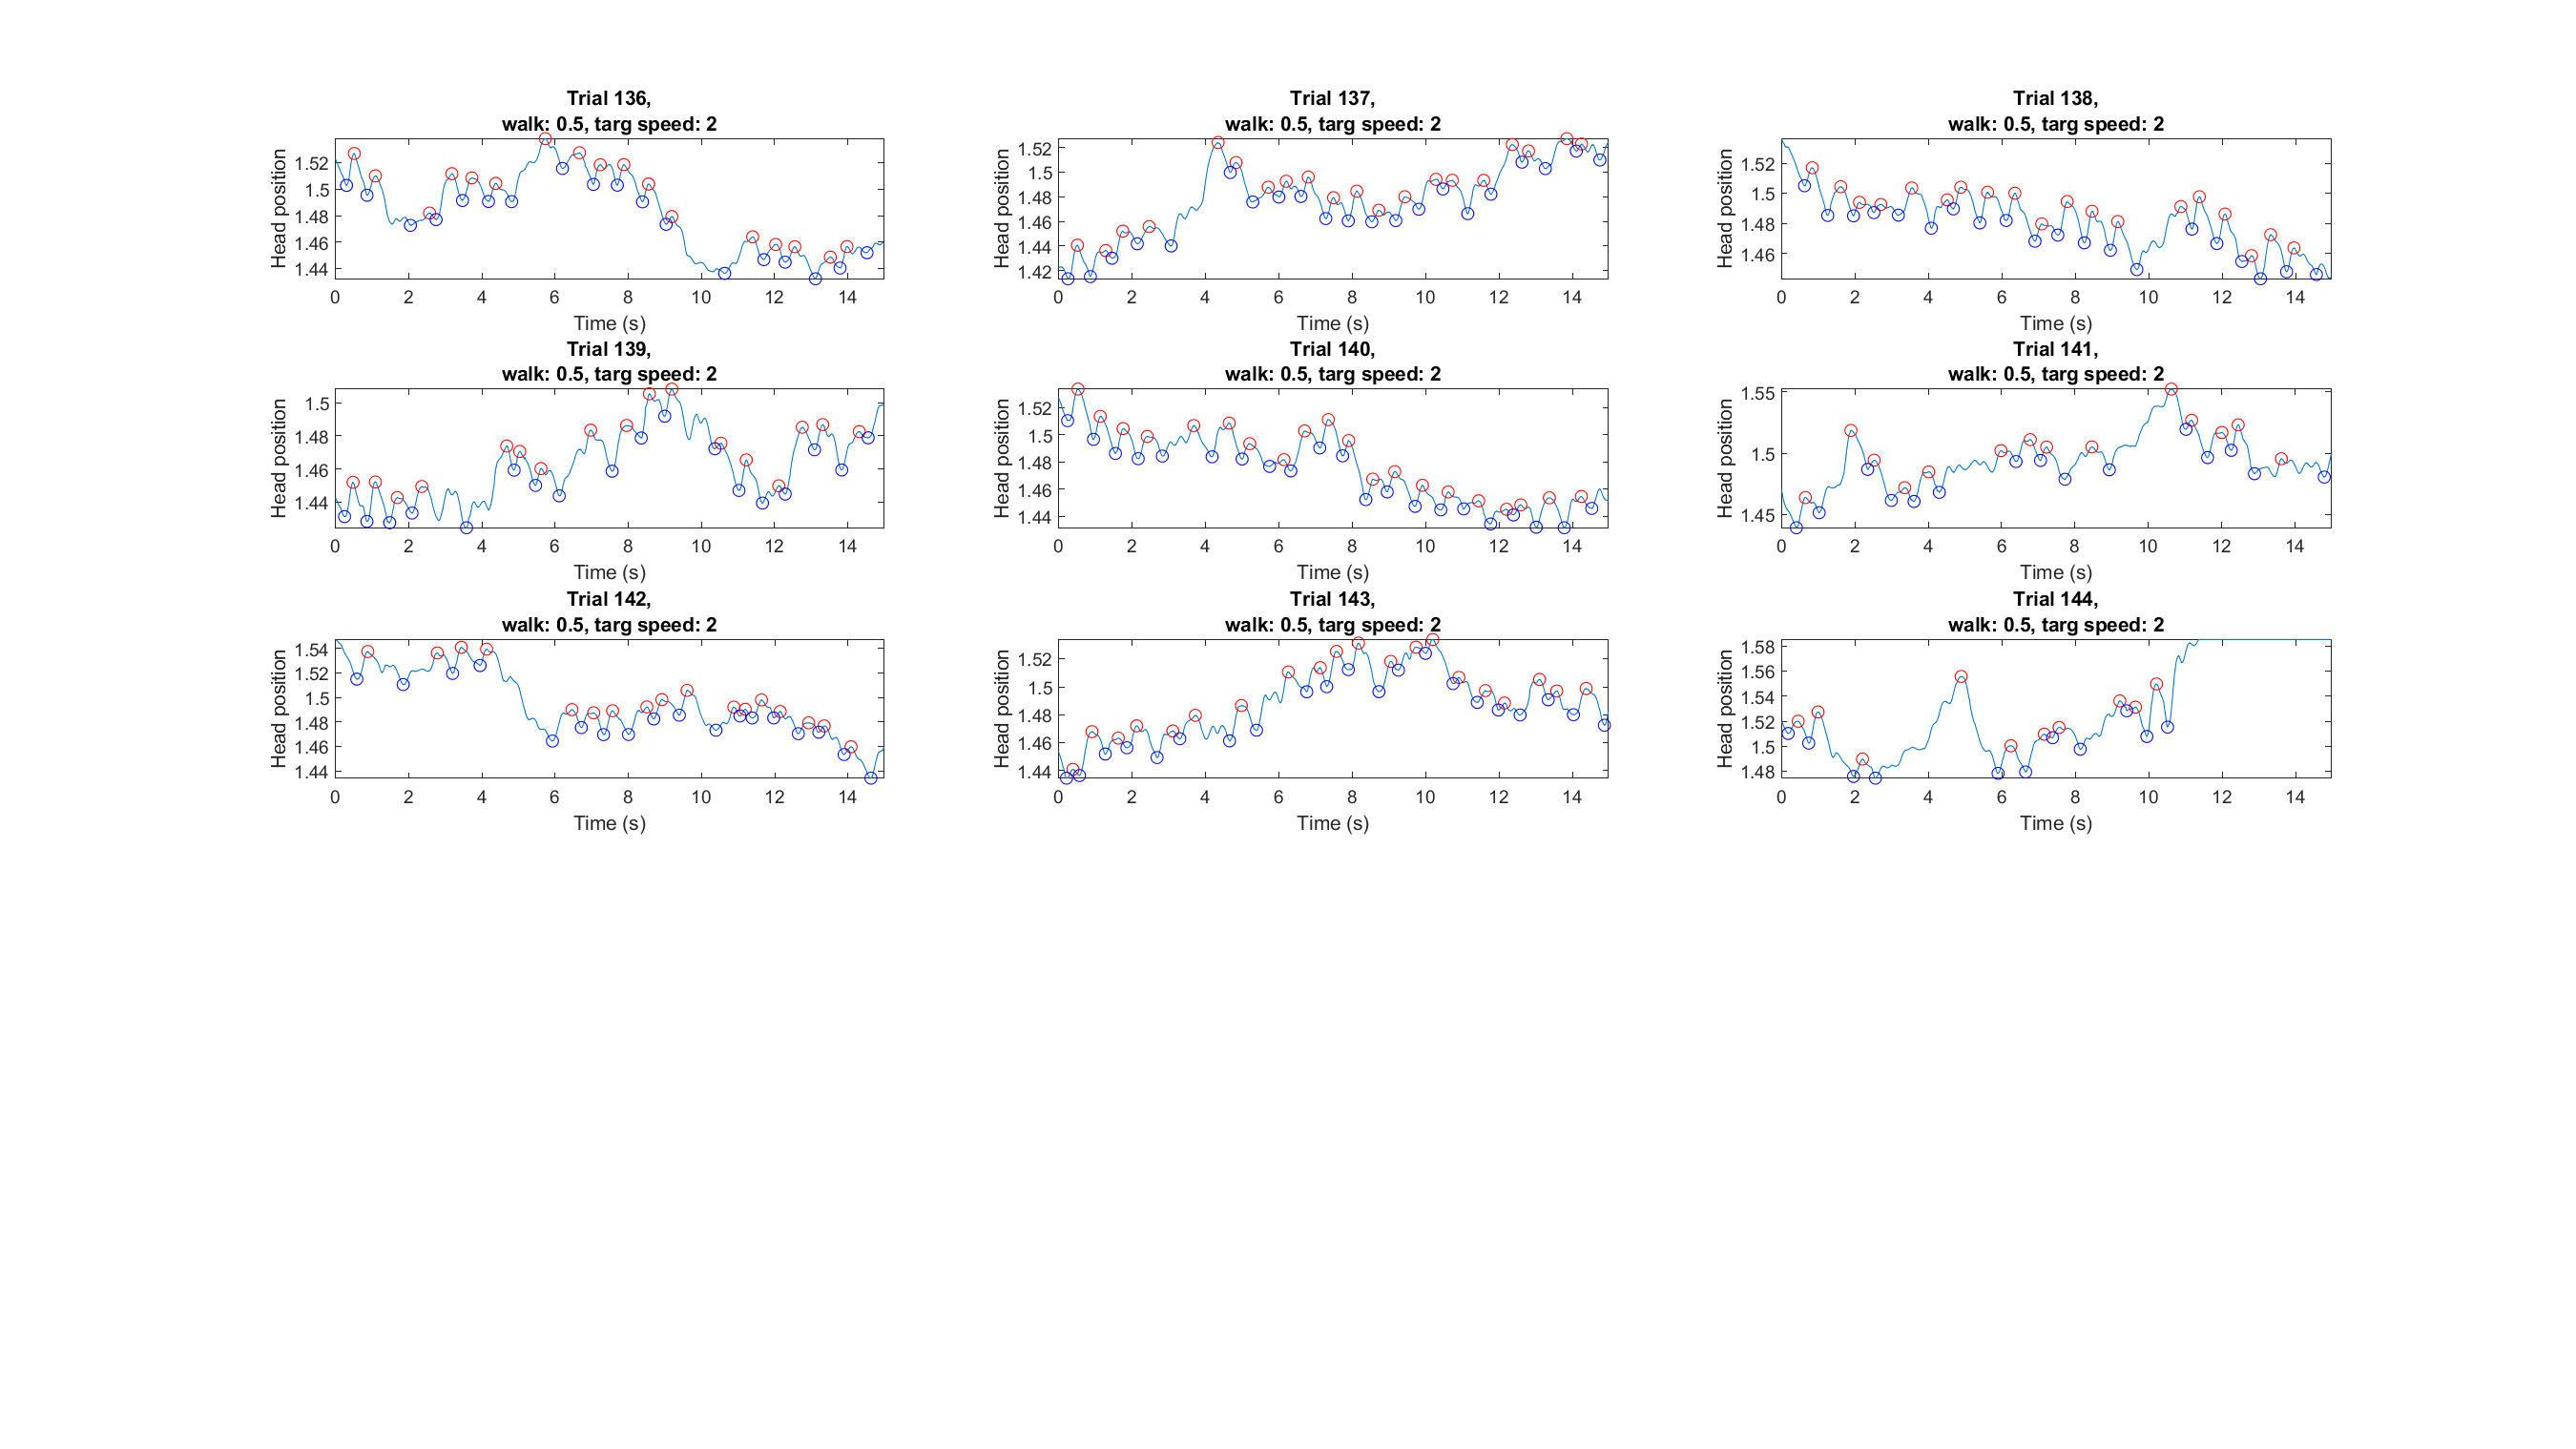 Trial 136,
walk: 0.5, targ speed: 2
Head position
1.52
1.5
1.48
1.46
1.44
0 2 4 6 8 10 12 14
Time (s)
Trial 137,
walk: 0.5, targ speed: 2
Head position
1.52
1.5
1.48
1.46
1.44
1.42
0 2 4 6 8 10 12 14
Time (s)
Trial 138,
walk: 0.5, targ speed: 2
Head position
1.52
1.5
1.48
1.46
0 2 4 6 8 10 12 14
Time (s)
Trial 139,
walk: 0.5, targ speed: 2
Head position
1.5
1.48
1.46
1.44
0 2 4 6 8 10 12 14
Time (s)
Trial 140,
walk: 0.5, targ speed: 2
Head position
1.52
1.5
1.48
1.46
1.44
0 2 4 6 8 10 12 14
Time (s)
Trial 141,
walk: 0.5, targ speed: 2
Head position
1.55
1.5
1.45
0 2 4 6 8 10 12 14
Time (s)
Trial 142,
walk: 0.5, targ speed: 2
Head position
1.54
1.52
1.5
1.48
1.46
1.44
0 2 4 6 8 10 12 14
Time (s)
Trial 143,
walk: 0.5, targ speed: 2
Head position
1.52
1.5
1.48
1.46
1.44
0 2 4 6 8 10 12 14
Time (s)
Trial 144,
walk: 0.5, targ speed: 2
Head position
1.58
1.56
1.54
1.52
1.5
1.48
0 2 4 6 8 10 12 14
Time (s)